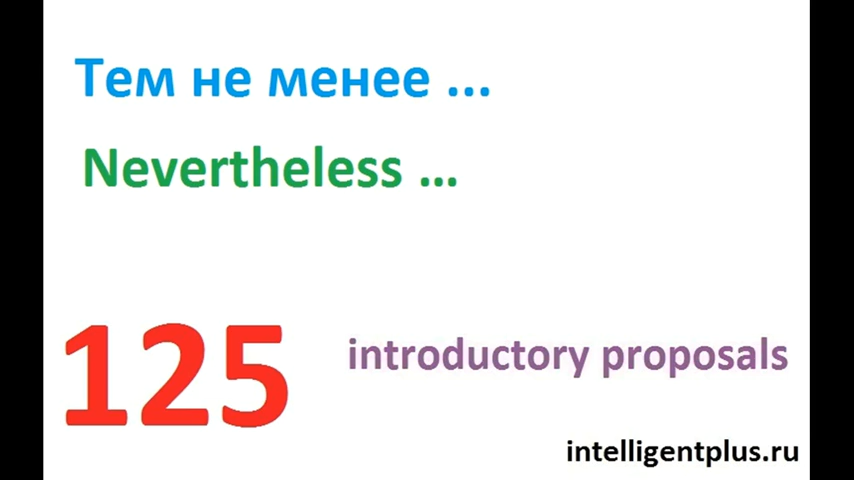 Тем не менее ...
Nevertheless ...
125
introductory proposals
intelligentplus.ru